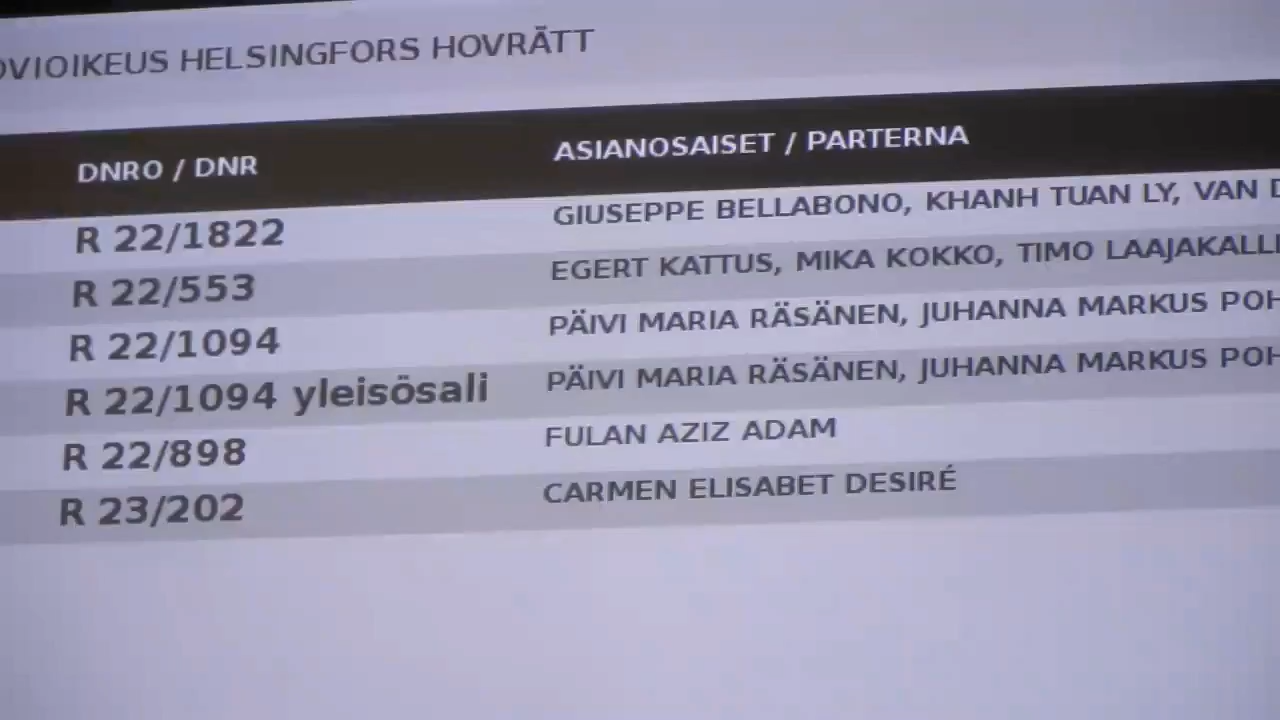 HELSINGFORS HOVRÄTT
DNRO / DNR ASIANOSAISET / PARTERNA
R 22/1822 GIUSEPPE BELLABONO, KHANH TUAN LY, VAN
R 22/553 EGERT KATTUS, MIKA KOKKO, TIMO
R 22/1094 PÄIVI MARIA RÄSÄNEN, JUHANNA MARKUS
R 22/1094 yleisösali PÄIVI MARIA RÄSÄNEN, JUHANNA MARKUS
R 22/898 FULAN AZIZ ADAM
R 23/202 CARMEN ELISABET DESIRÉ